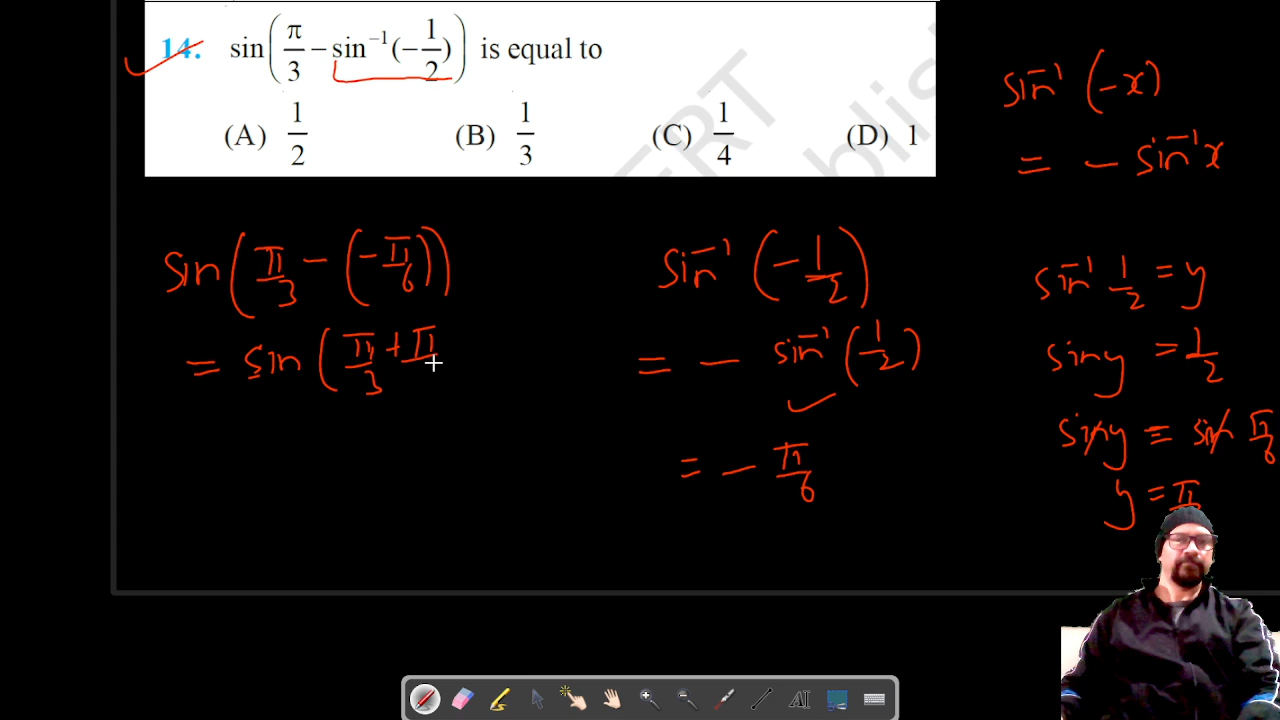 14. sin(π/3 − sin⁻¹(−1/2)) is equal to
(A) 1/2 (B) 1/3 (C) 1/4 (D) 1
sin(π/3 − (−π/6))
= sin(π/3 + π
sin⁻¹(−1/2)
= − sin⁻¹(1/2)
= − π/6
sin⁻¹(−x)
= − sin⁻¹x
sin⁻¹ 1/2 = y
sin y = 1/2
sin y = sin π/6
y = π
AI